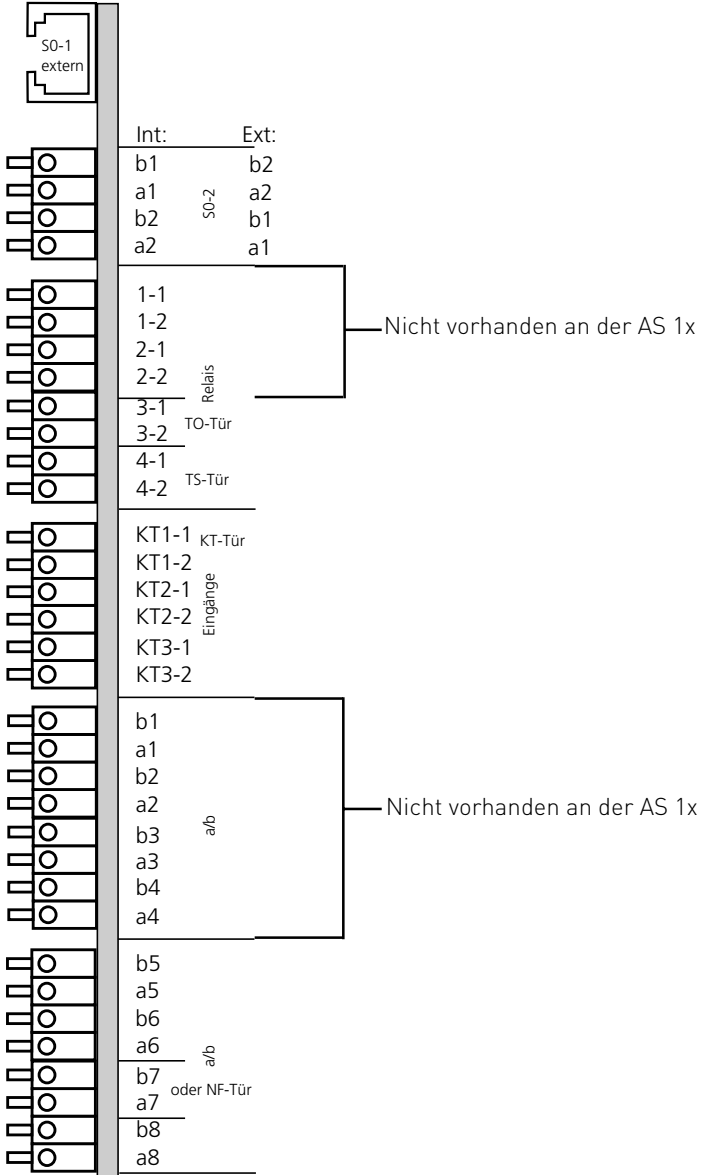 S0-1
extern
Int: Ext:
b1 b2
a1 a2
S0-2
b2 b1
a2 a1
1-1
1-2
Nicht vorhanden an der AS 1x
2-1
2-2
Relais
3-1
TO-Tür
3-2
4-1
TS-Tür
4-2
KT1-1 KT-Tür
KT1-2
KT2-1
Eingänge
KT2-2
KT3-1
KT3-2
b1
a1
b2
a2
Nicht vorhanden an der AS 1x
a/b
b3
a3
b4
a4
b5
a5
b6
a6
a/b
b7
oder NF-Tür
a7
b8
a8